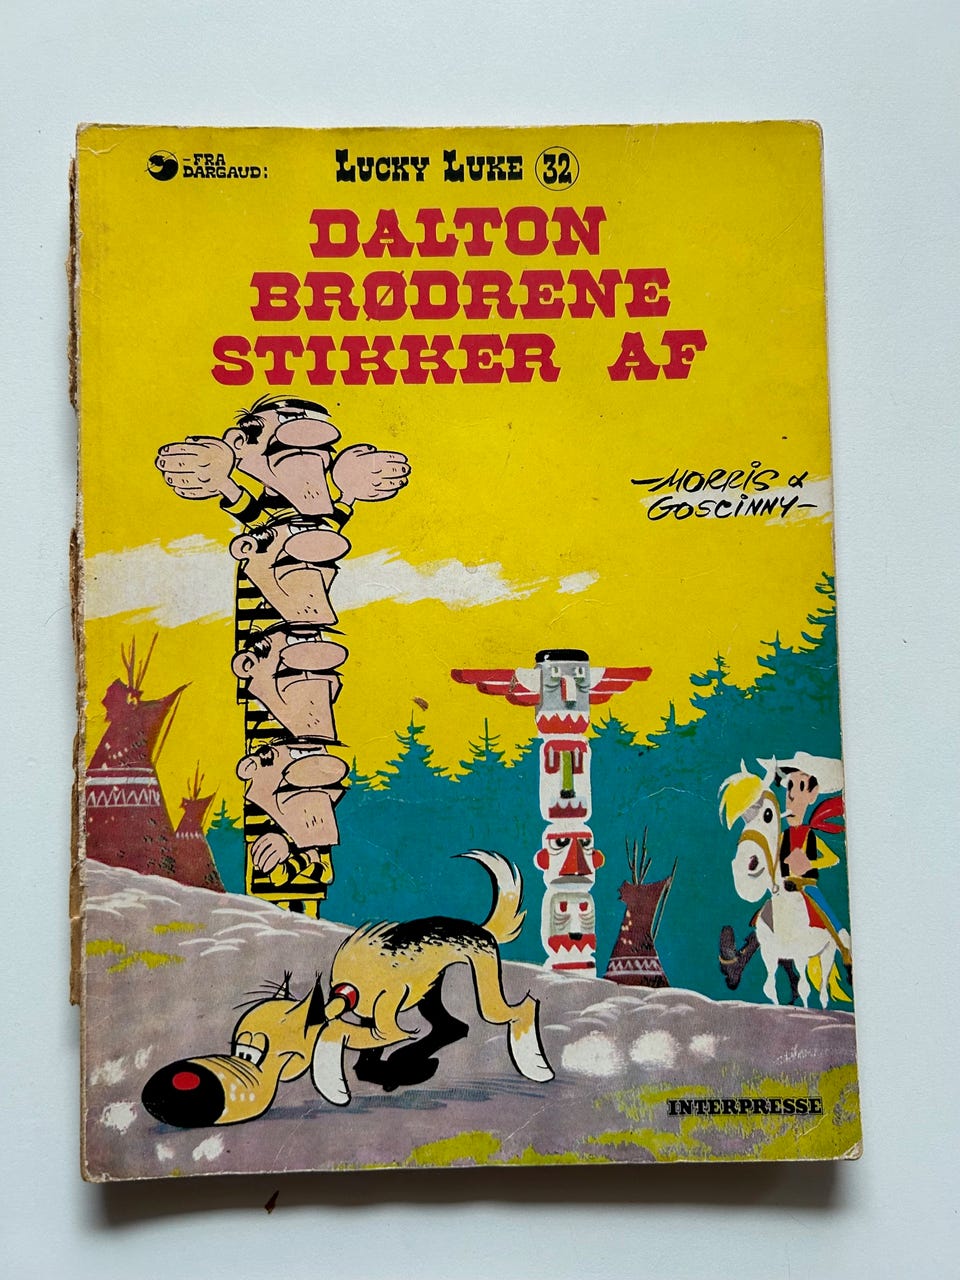 -FRA
DARGAUD:
LUCKY LUKE 32
DALTON
BRØDRENE
STIKKER AF
-MORRIS &
GOSCINNY-
INTERPRESSE